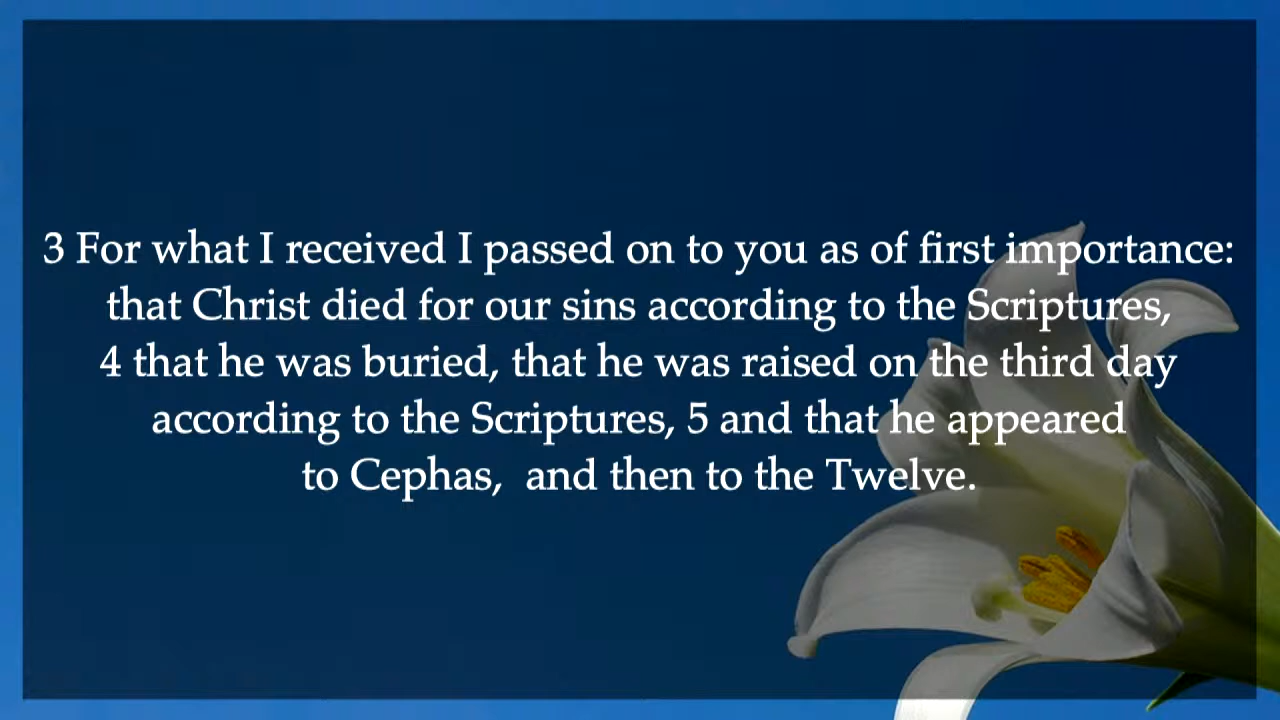 3 For what I received I passed on to you as of first importance:
that Christ died for our sins according to the Scriptures,
4 that he was buried, that he was raised on the third day
according to the Scriptures, 5 and that he appeared
to Cephas,  and then to the Twelve.